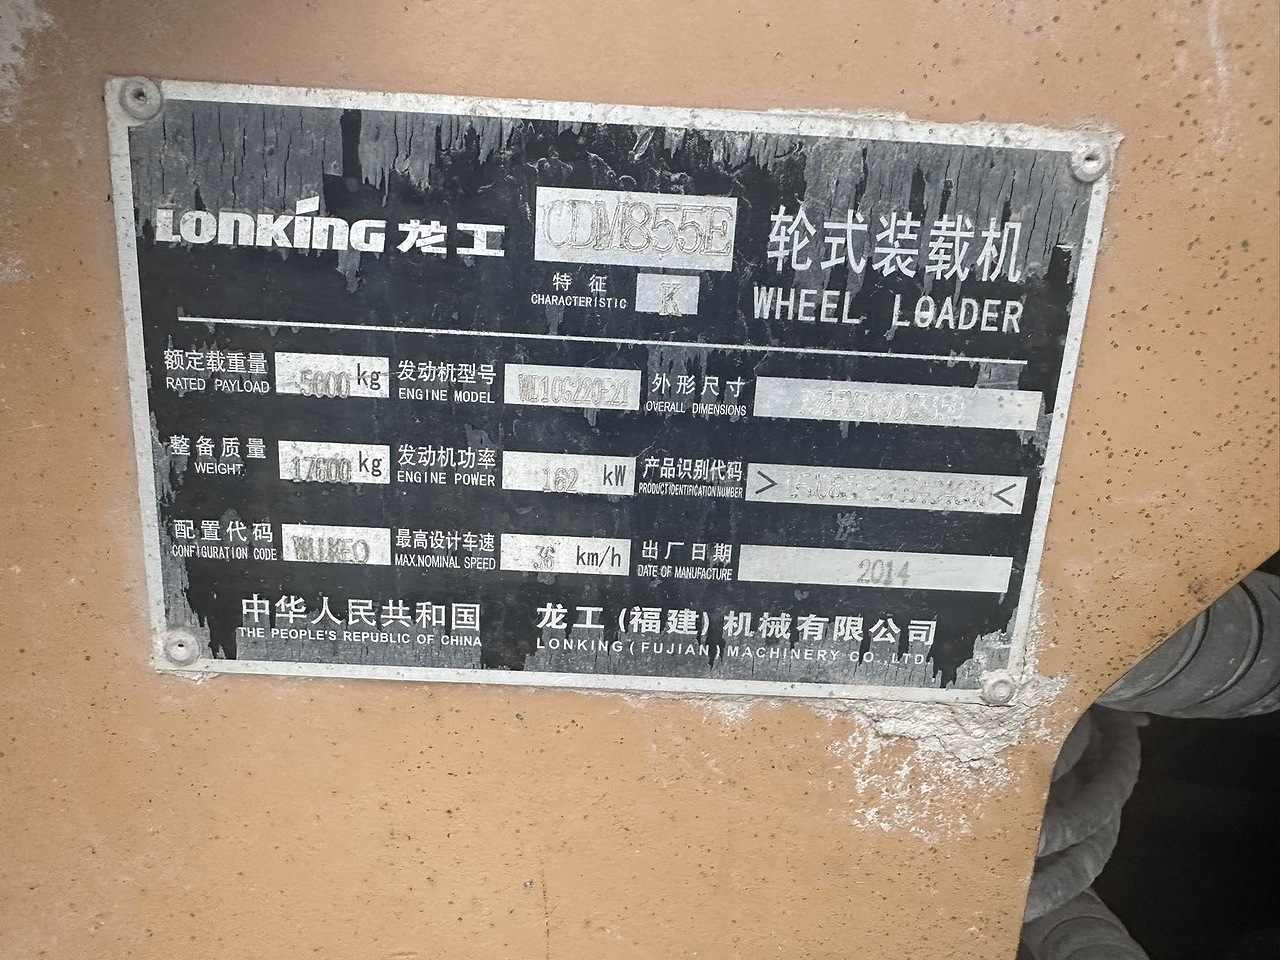 LONKING 龙工 CDM855E 轮式装载机
特征
CHARACTERISTIC K WHEEL LOADER
额定载重量 5000 kg 发动机型号 外形尺寸
RATED PAYLOAD ENGINE MODEL WD10G220E21 OVERALL DIMENSIONS
整备质量 17600 kg 发动机功率 162 kW 产品识别代码
WEIGHT ENGINE POWER PRODUCT IDENTIFICATION NUMBER > <
配置代码 最高设计车速 36 km/h 出厂日期 2014
CONFIGURATION CODE MAX.NOMINAL SPEED DATE OF MANUFACTURE
中华人民共和国 龙工(福建)机械有限公司
THE PEOPLE'S REPUBLIC OF CHINA LONKING(FUJIAN)MACHINERY CO.,LTD.